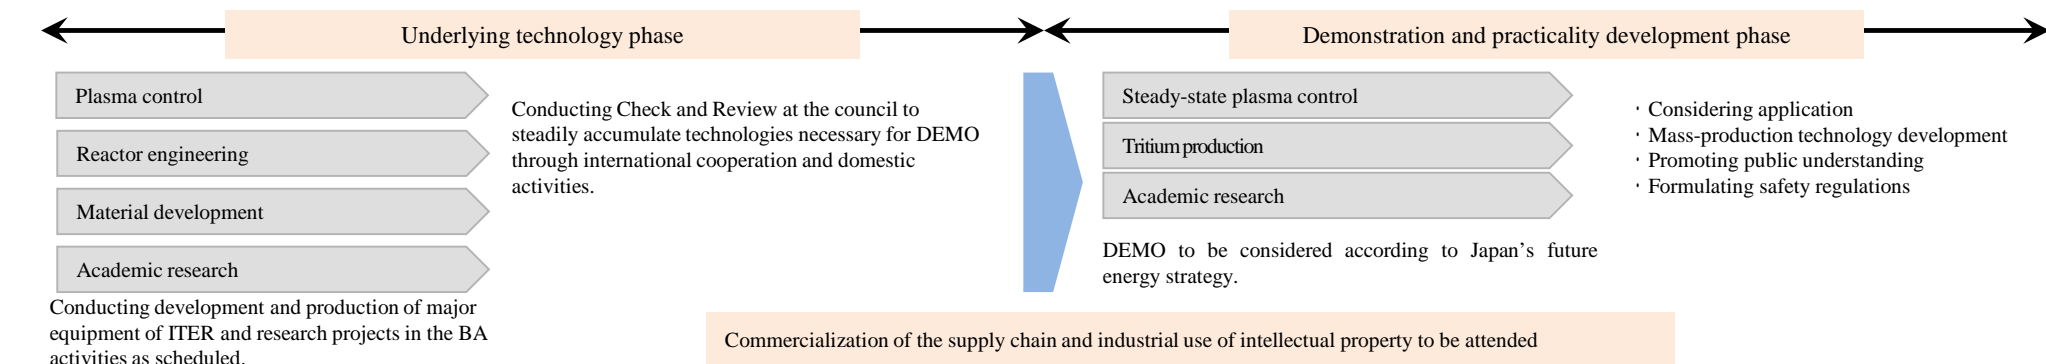 Underlying technology phase
Demonstration and practicality development phase
Plasma control
Reactor engineering
Material development
Academic research
Conducting Check and Review at the council to
steadily accumulate technologies necessary for DEMO
through international cooperation and domestic
activities.
Conducting development and production of major
equipment of ITER and research projects in the BA
activities as scheduled.
Steady-state plasma control
Tritium production
Academic research
DEMO to be considered according to Japan’s future
energy strategy.
· Considering application
· Mass-production technology development
· Promoting public understanding
· Formulating safety regulations
Commercialization of the supply chain and industrial use of intellectual property to be attended